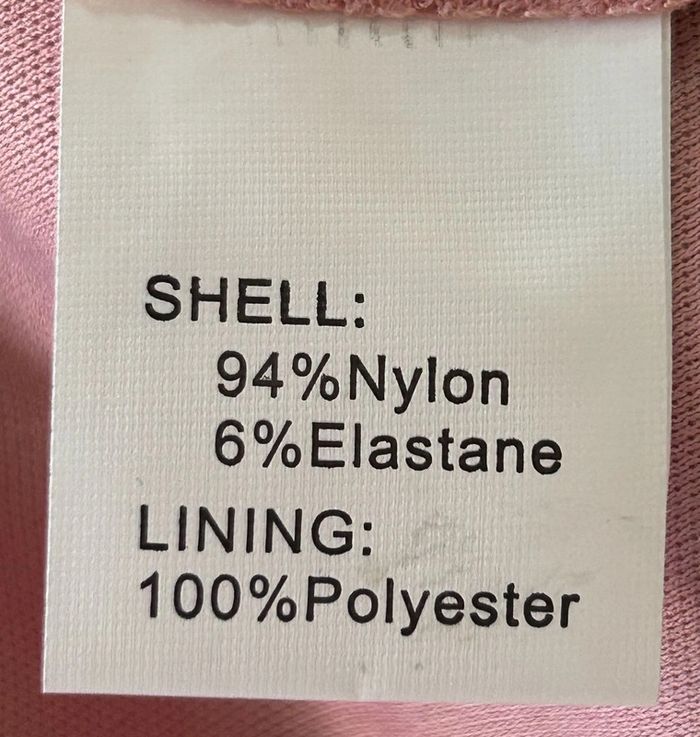 SHELL:
94%Nylon
6%Elastane
LINING:
100%Polyester